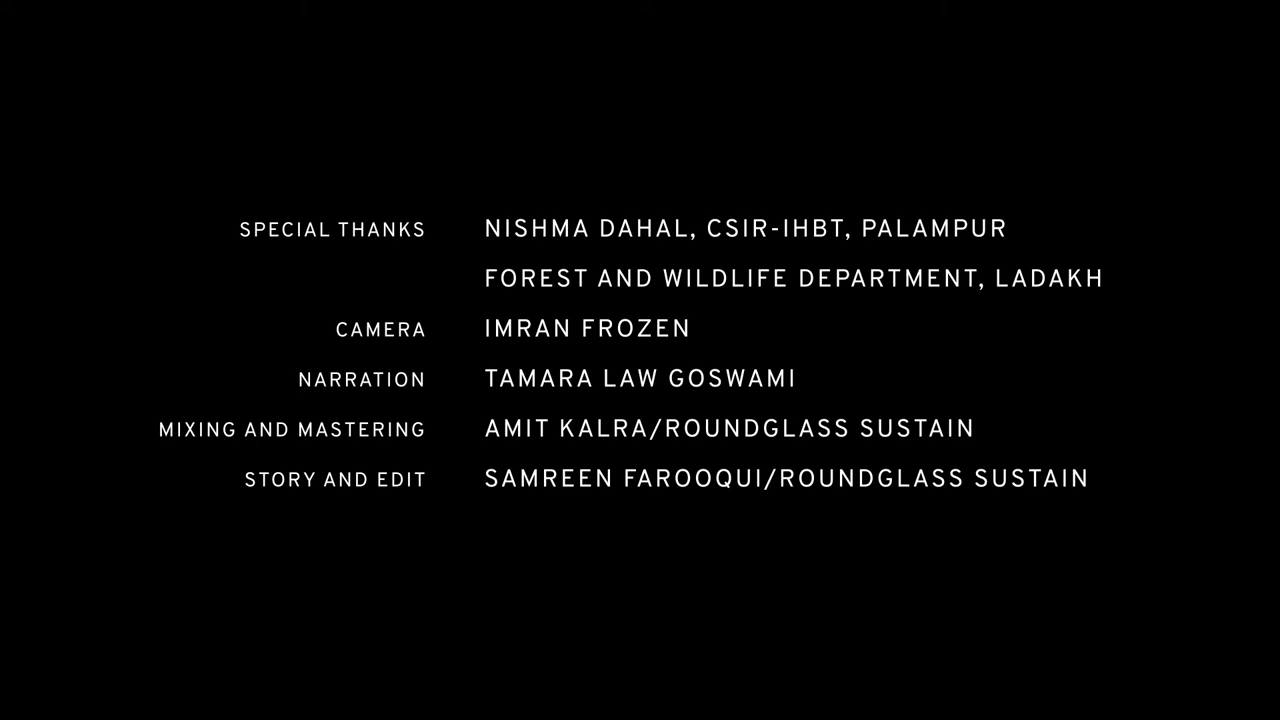 SPECIAL THANKS NISHMA DAHAL, CSIR-IHBT, PALAMPUR
FOREST AND WILDLIFE DEPARTMENT, LADAKH
CAMERA IMRAN FROZEN
NARRATION TAMARA LAW GOSWAMI
MIXING AND MASTERING AMIT KALRA/ROUNDGLASS SUSTAIN
STORY AND EDIT SAMREEN FAROOQUI/ROUNDGLASS SUSTAIN